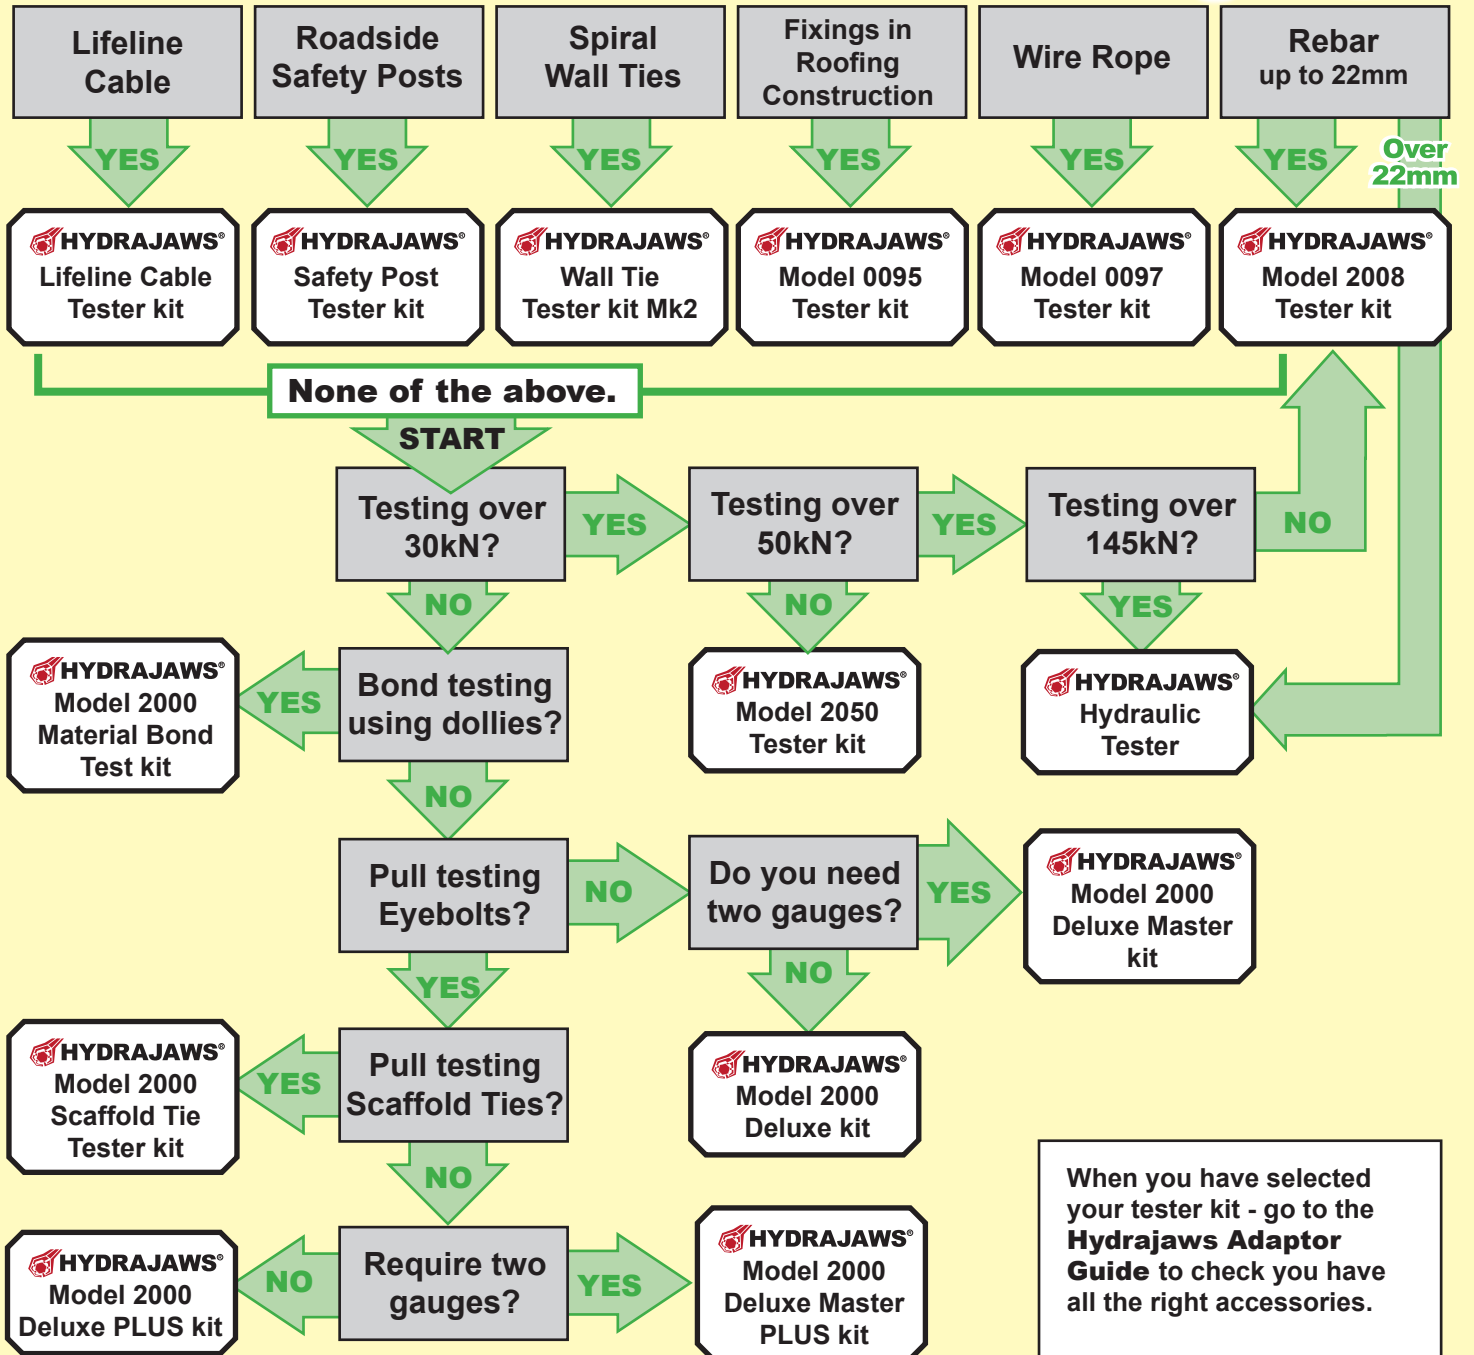 Lifeline
Cable
Roadside
Safety Posts
Spiral
Wall Ties
Fixings in
Roofing
Construction
Wire Rope
Rebar
up to 22mm
YES
YES
YES
YES
YES
YES
Over
22mm
HYDRAJAWS®
Lifeline Cable
Tester kit
HYDRAJAWS®
Safety Post
Tester kit
HYDRAJAWS®
Wall Tie
Tester kit Mk2
HYDRAJAWS®
Model 0095
Tester kit
HYDRAJAWS®
Model 0097
Tester kit
HYDRAJAWS®
Model 2008
Tester kit
None of the above.
START
Testing over
30kN?
YES
Testing over
50kN?
YES
Testing over
145kN?
NO
NO
NO
YES
HYDRAJAWS®
Model 2000
Material Bond
Test kit
YES
Bond testing
using dollies?
HYDRAJAWS®
Model 2050
Tester kit
HYDRAJAWS®
Hydraulic
Tester
NO
Pull testing
Eyebolts?
NO
Do you need
two gauges?
YES
HYDRAJAWS®
Model 2000
Deluxe Master
kit
YES
NO
HYDRAJAWS®
Model 2000
Scaffold Tie
Tester kit
YES
Pull testing
Scaffold Ties?
HYDRAJAWS®
Model 2000
Deluxe kit
NO
HYDRAJAWS®
Model 2000
Deluxe PLUS kit
NO
Require two
gauges?
YES
HYDRAJAWS®
Model 2000
Deluxe Master
PLUS kit
When you have selected
your tester kit - go to the
Hydrajaws Adaptor
Guide to check you have
all the right accessories.